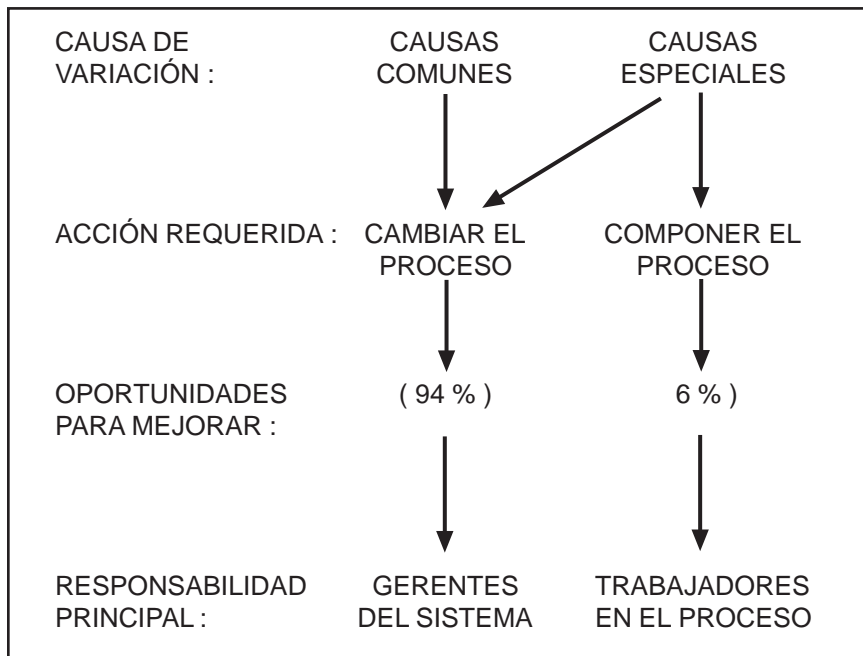 CAUSA DE CAUSAS CAUSAS
VARIACIÓN : COMUNES ESPECIALES
ACCIÓN REQUERIDA : CAMBIAR EL COMPONER EL
PROCESO PROCESO
OPORTUNIDADES ( 94 % ) 6 % )
PARA MEJORAR :
RESPONSABILIDAD GERENTES TRABAJADORES
PRINCIPAL : DEL SISTEMA EN EL PROCESO